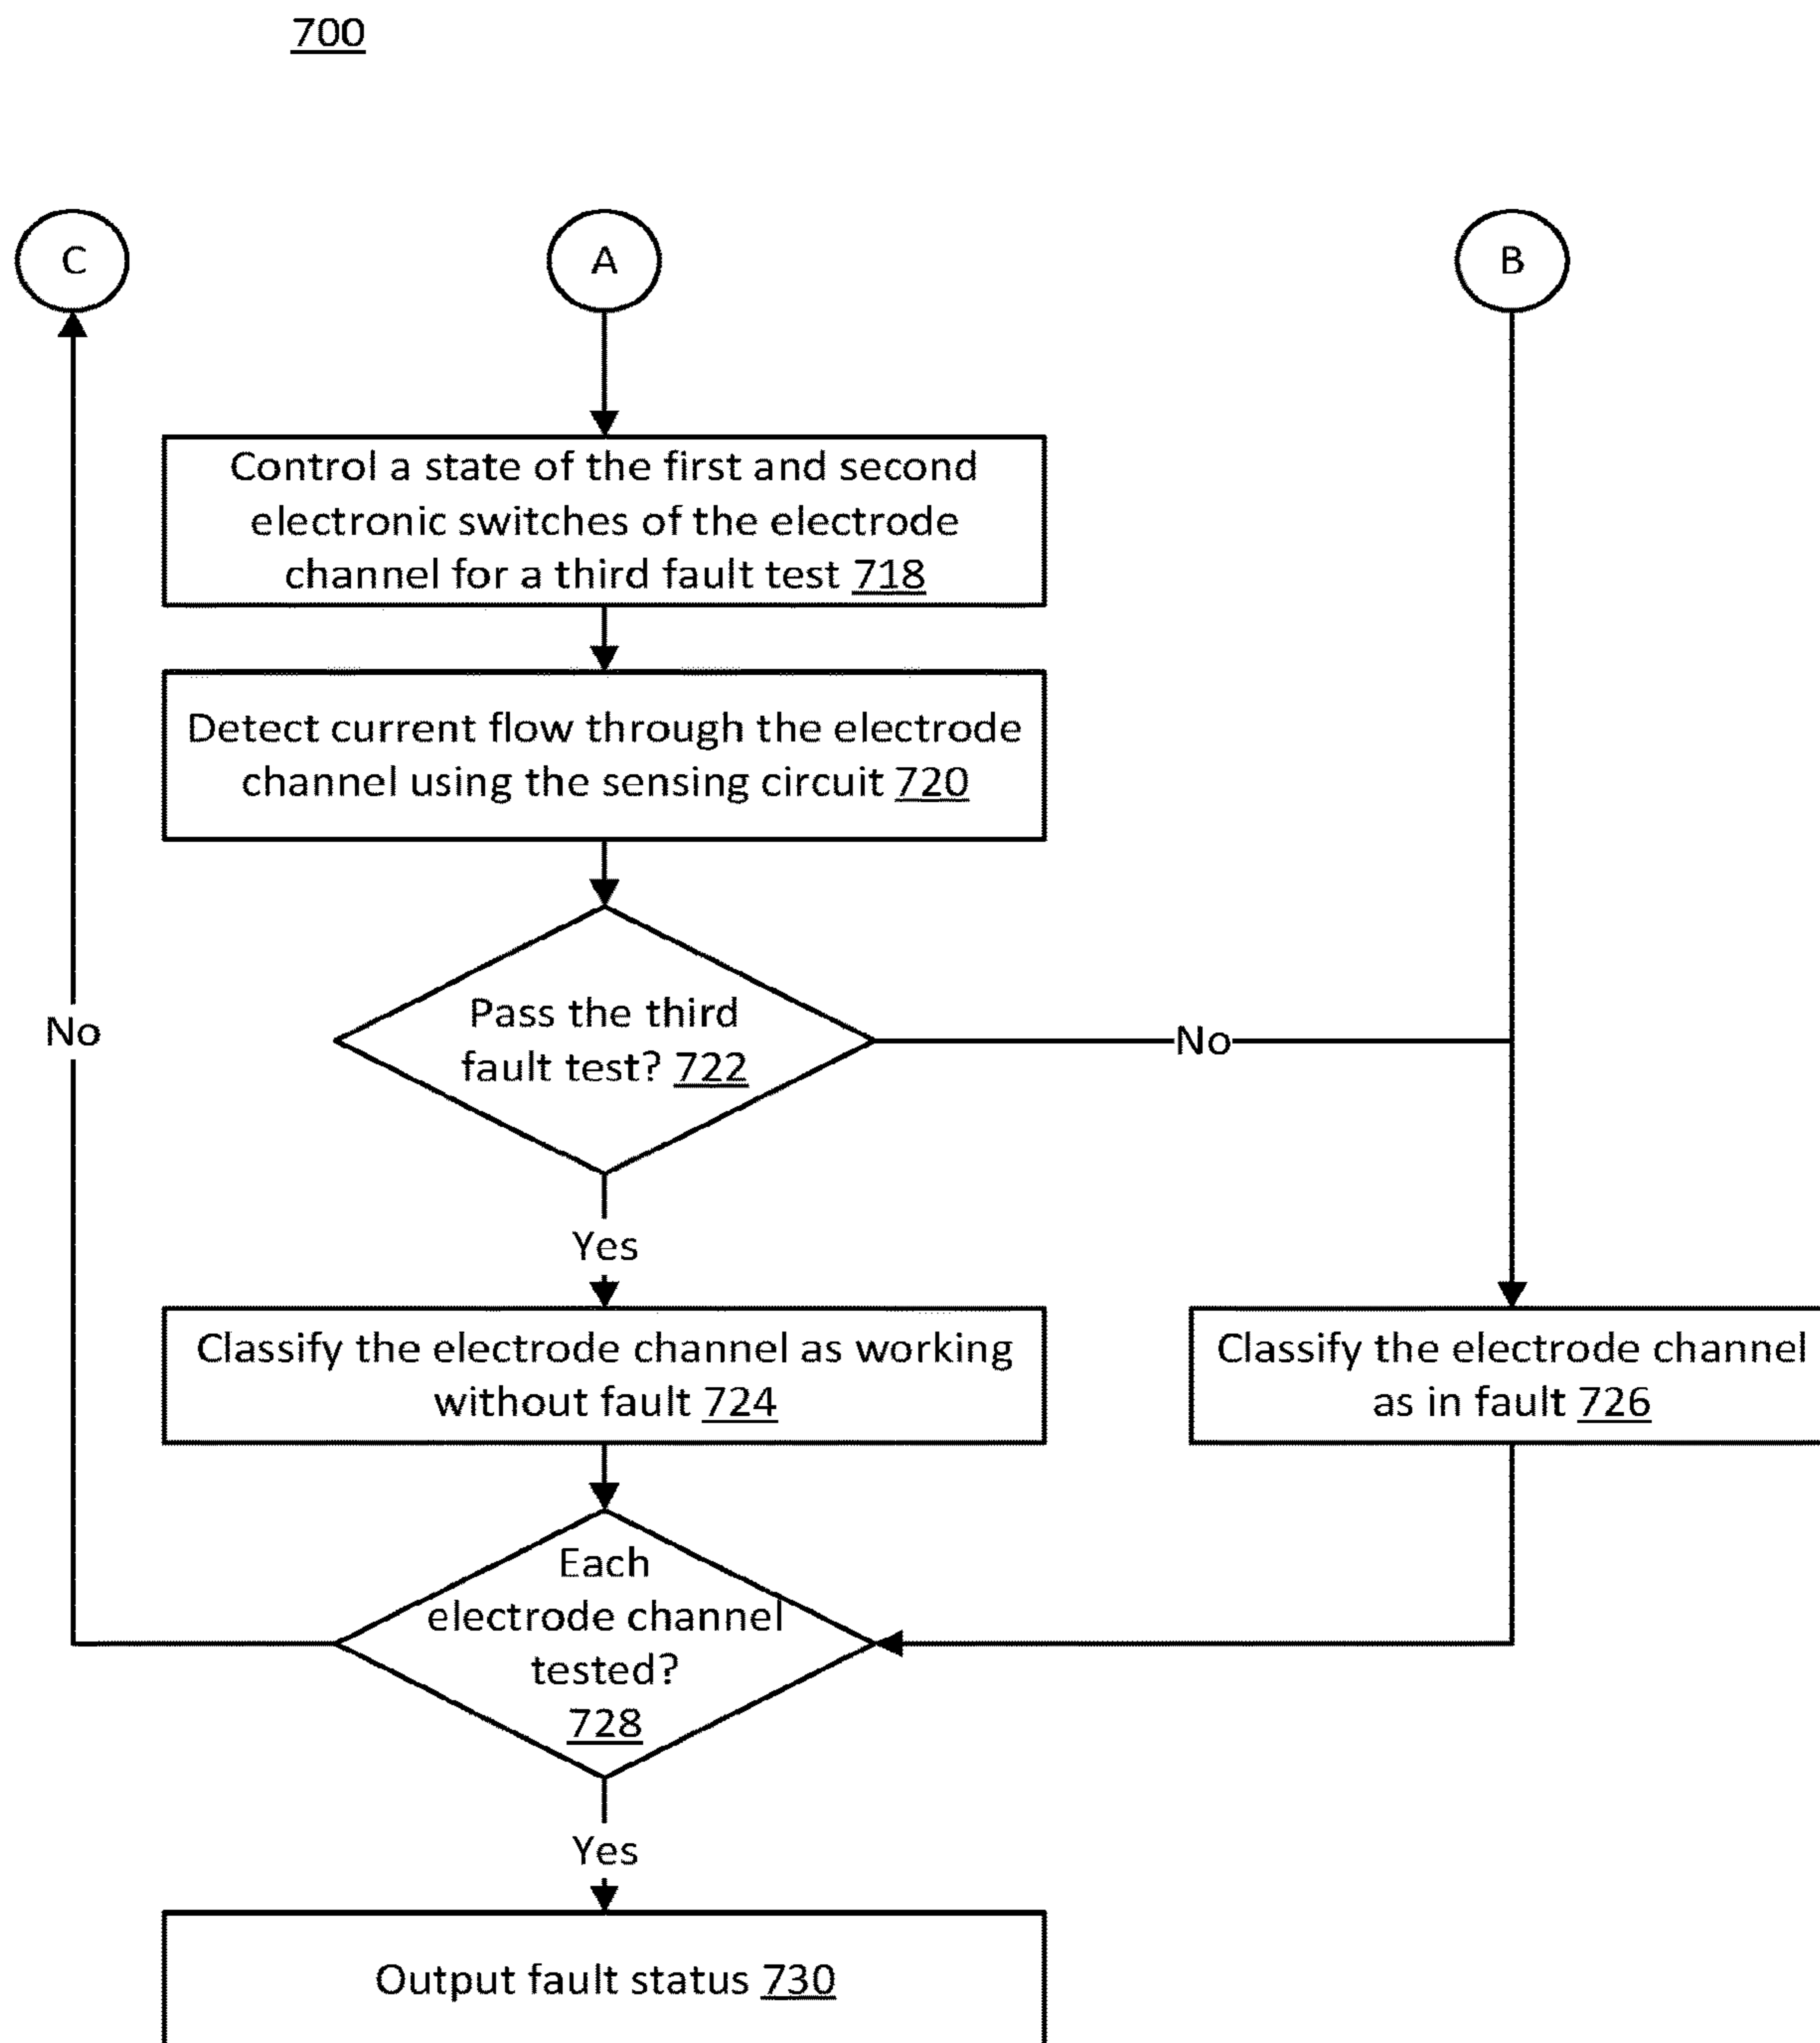 700
C
A
B
Control a state of the first and second
electronic switches of the electrode
channel for a third fault test 718
Detect current flow through the electrode
channel using the sensing circuit 720
Pass the third
fault test? 722
No
No
Yes
Classify the electrode channel as working
without fault 724
Classify the electrode channel
as in fault 726
Each
electrode channel
tested?
728
Yes
Output fault status 730